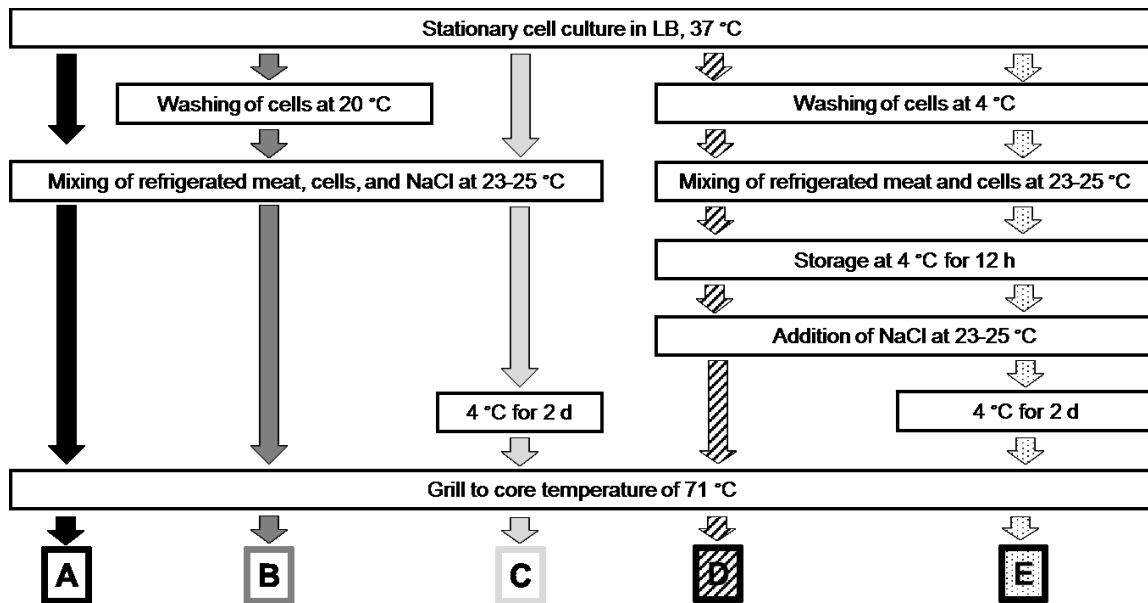 Stationary cell culture in LB, 37 °C
Washing of cells at 20 °C
Washing of cells at 4 °C
Mixing of refrigerated meat, cells, and NaCl at 23-25 °C
Mixing of refrigerated meat and cells at 23-25 °C
Storage at 4 °C for 12 h
Addition of NaCl at 23-25 °C
4 °C for 2 d
4 °C for 2 d
Grill to core temperature of 71 °C
A
B
C
D
E